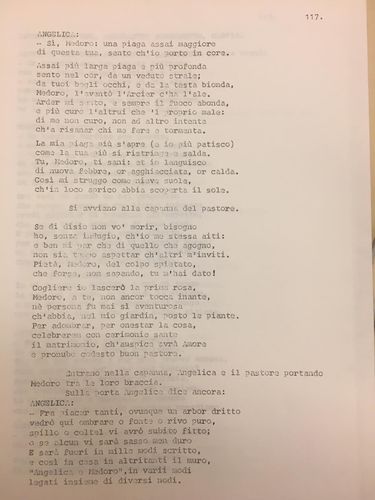 117.
ANGELICA:
- Sì, Medoro: una piaga assai maggiore
di questa tua, sento ch'io porto in core.
Assai più larga piaga e più profonda
sento nel cor, da un veduto strale;
da tuoi begli occhi, e da la testa bionda,
Medoro, l'aventò l'Arcier c'ha l'ale.
Arder mi sento, e sempre il fuoco abonda,
e più curo l'altrui che 'l proprio male:
di me non curo, non ad altro intenta
ch'a risanar chi me fere e tormenta.
La mia piaga più s'apre (e io più patisco)
come la tua più si ristringe e salda.
Tu, Medoro, ti sani: et io languisco
di nuova febbre, or agghiacciata, or calda.
Così mi struggo come nieve suole,
ch'in loco aprico abbia scoperta il sole.
Si avviano alla capanna del pastore.
Se di disio non vo' morir, bisogno
ho, senza indugio, ch'io me stessa aiti:
e ben mi par che di quello che agogno,
non sia tempo aspettar ch'altri m'inviti.
Pietà, Medoro, del colpo spietato,
che forse, non sapendo, tu m'hai dato!
Cogliere io lascerò la prima rosa,
Medoro, a te, non ancor tocca inante,
nè persona fu mai sì aventurosa
ch'abbia, nel mio giardin, posto le piante.
Per adombrar, per onestar la cosa,
celebrerem con cerimonie sante
il matrimonio, ch'auspice avrà Amore
e pronubo codesto buon pastore.
Entrano nella capanna, Angelica e il pastore portando
Medoro tra le loro braccia.
Sulla porta Angelica dice ancora:
ANGELICA:
- Fra piacer tanti, ovunque un arbor dritto
vedrò qui ombrare o fonte o rivo puro,
spillo o coltel vi avrò subito fitto;
o se alcun vi sarà sasso men duro
E sarà fuori in mille modi scritto,
e così in casa in altritanti il muro,
"Angelica e Medoro", in varii modi
legati insieme di diversi nodi.